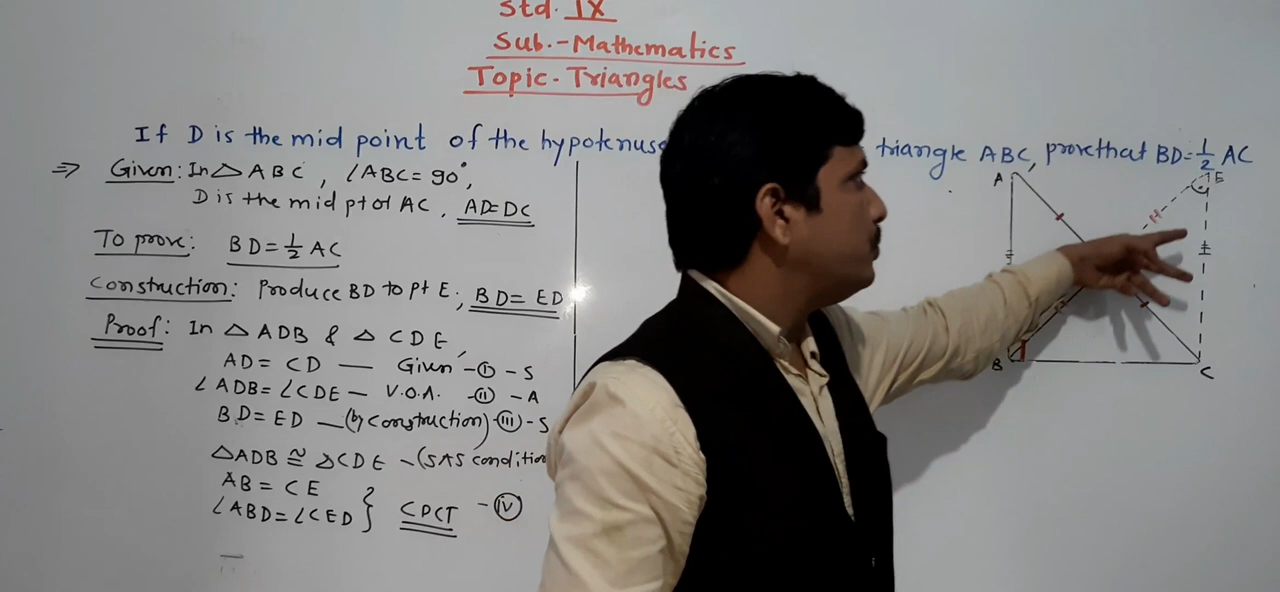 Std. IX
Sub.-Mathematics
Topic-Triangles
If D is the mid point of the hypotenus triangle ABC, prove that BD=1/2 AC
⇒ Given: In △ABC, ∠ABC=90°,
D is the mid pt of AC, AD=DC
To prove: BD=1/2 AC
Construction: Produce BD to pt E; BD=ED
Proof: In △ADB & △CDE,
AD=CD — Given -(i) -S
∠ADB=∠CDE — V.O.A. -(ii) -A
BD=ED —(by construction)-(iii)-S
△ADB≅△CDE -(SAS condition
AB=CE
∠ABD=∠CED } CPCT -(iv)
A
E
B
C